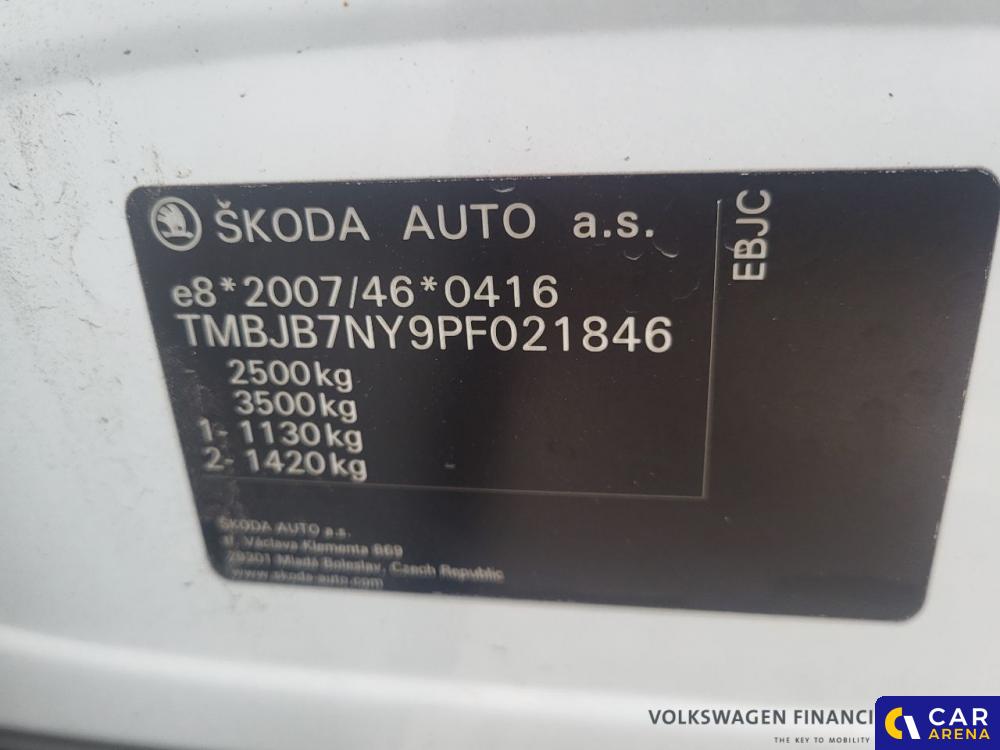 ŠKODA AUTO a.s.
EBJC
e8*2007/46*0416
TMBJB7NY9PF021846
2500kg
3500kg
1- 1130kg
2- 1420kg
ŠKODA AUTO a.s.
tř. Václava Klementa 869
29301 Mladá Boleslav, Czech Republic
www.skoda-auto.com
VOLKSWAGEN FINANCI
THE KEY TO MOBILITY
CAR
ARENA